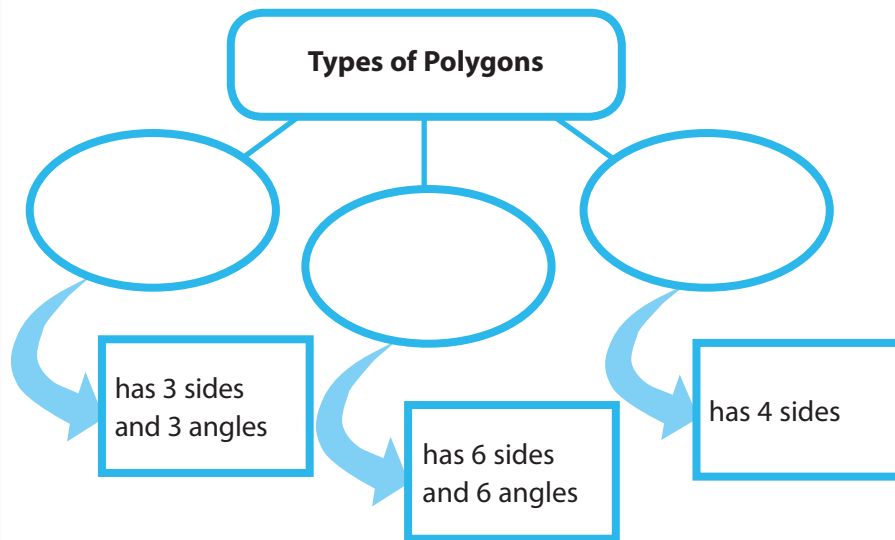 Types of Polygons
has 3 sides
and 3 angles
has 6 sides
and 6 angles
has 4 sides